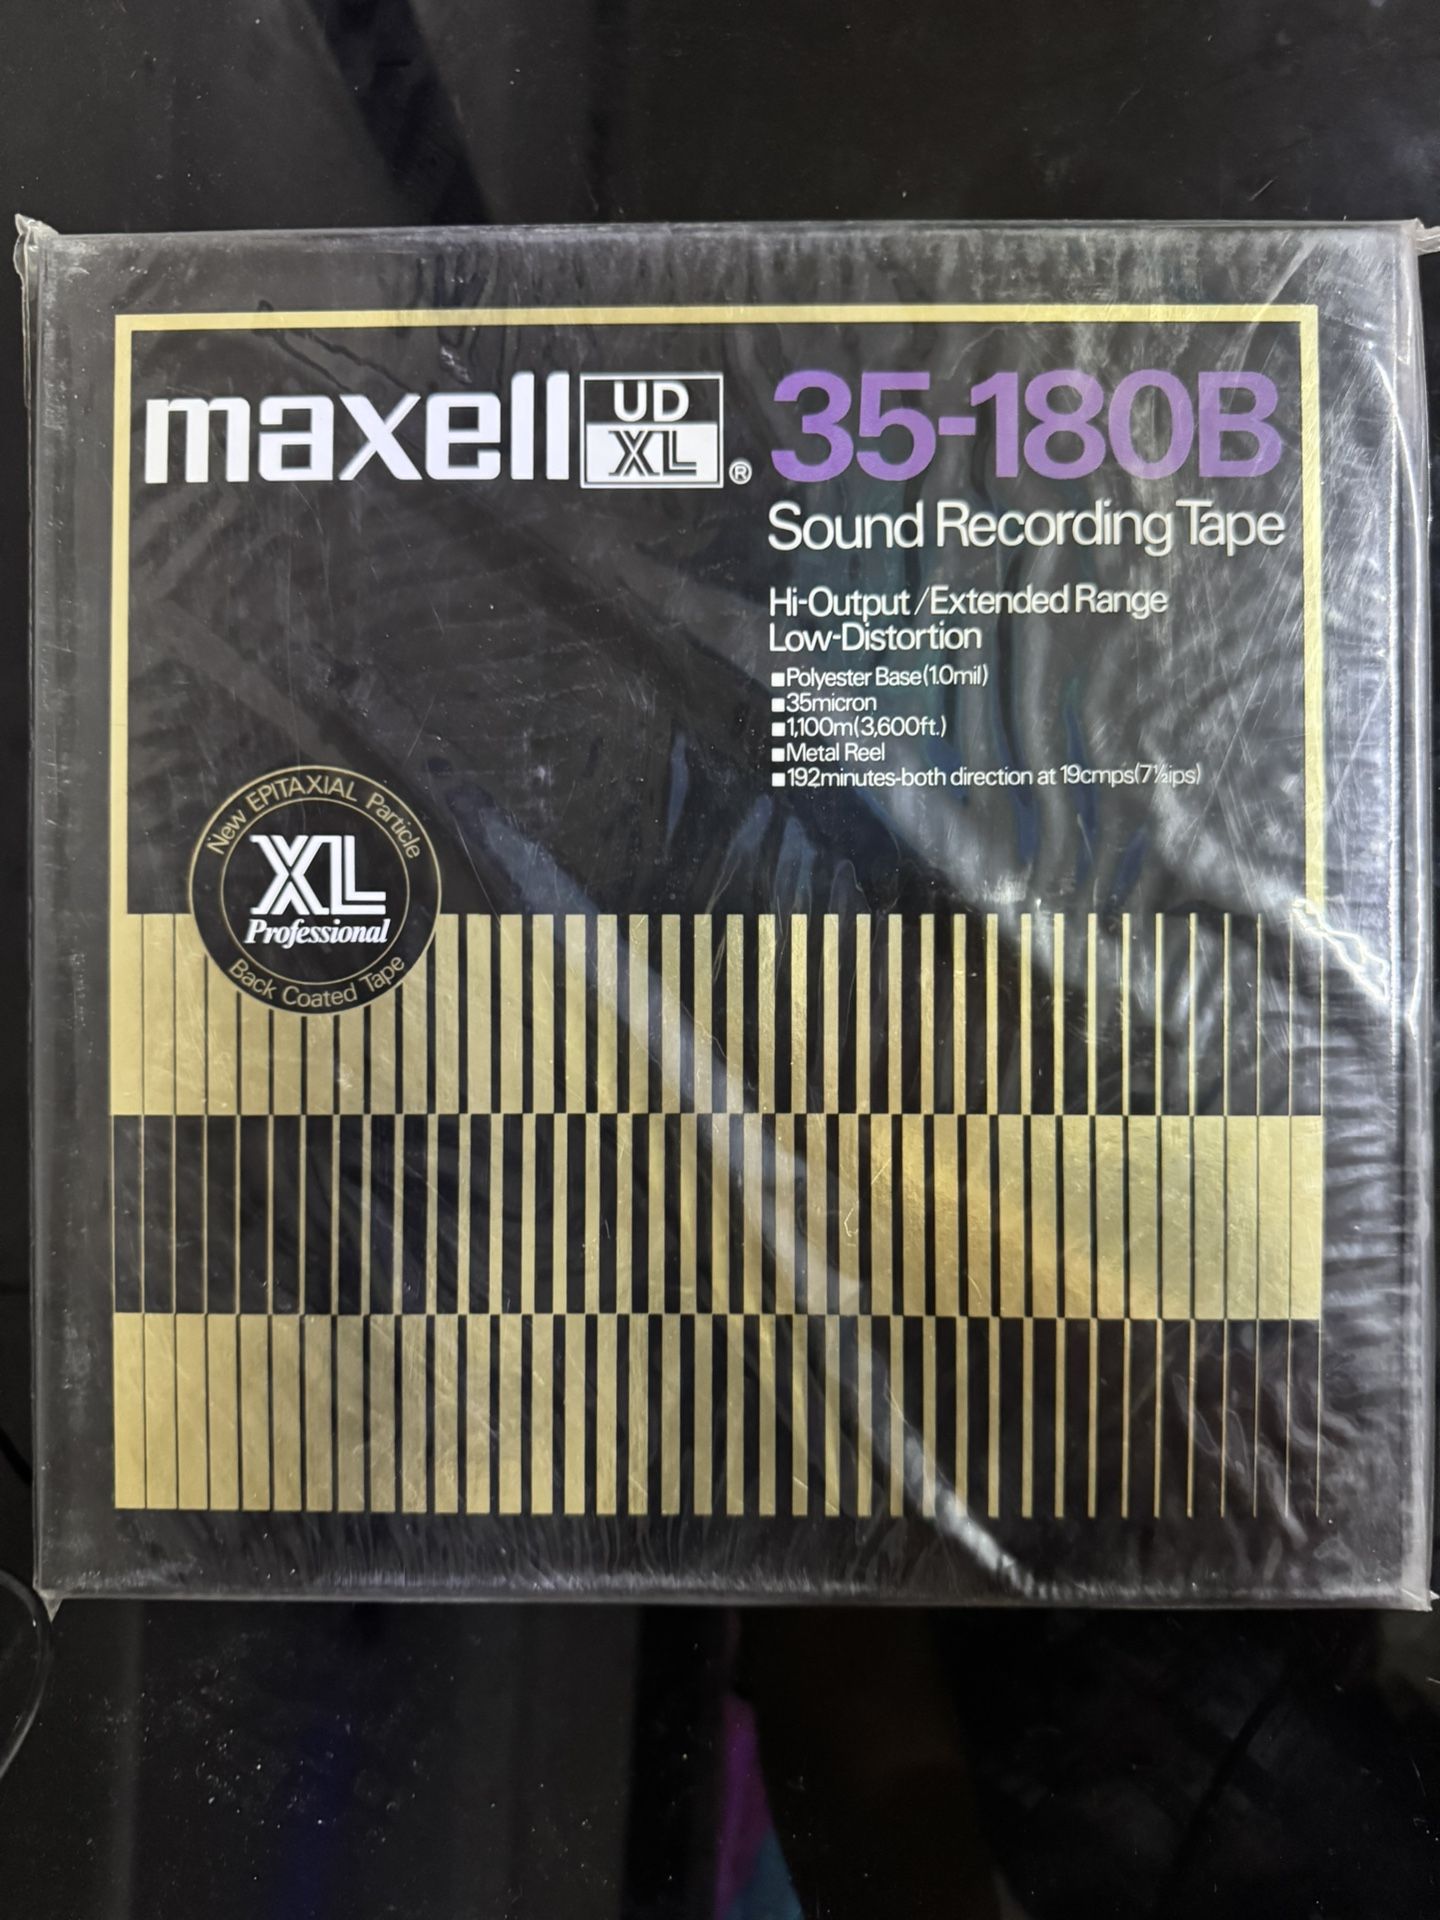 maxell UD XL ® 35-180B
Sound Recording Tape
Hi-Output/Extended Range
Low-Distortion
■Polyester Base(1.0mil)
■35micron
■1,100m(3,600ft.)
■Metal Reel
■192minutes-both direction at 19cmps(7½ips)
New EPITAXIAL Particle
XL
Professional
Back Coated Tape